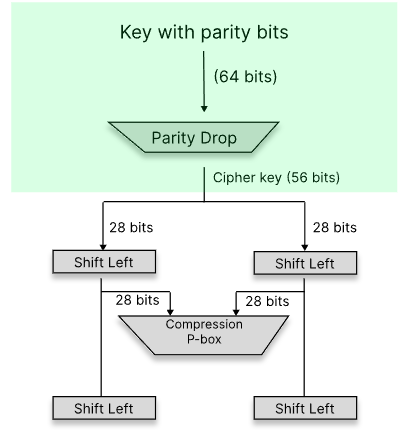 Key with parity bits
(64 bits)
Parity Drop
Cipher key (56 bits)
28 bits
28 bits
Shift Left
Shift Left
28 bits
28 bits
Compression
P-box
Shift Left
Shift Left